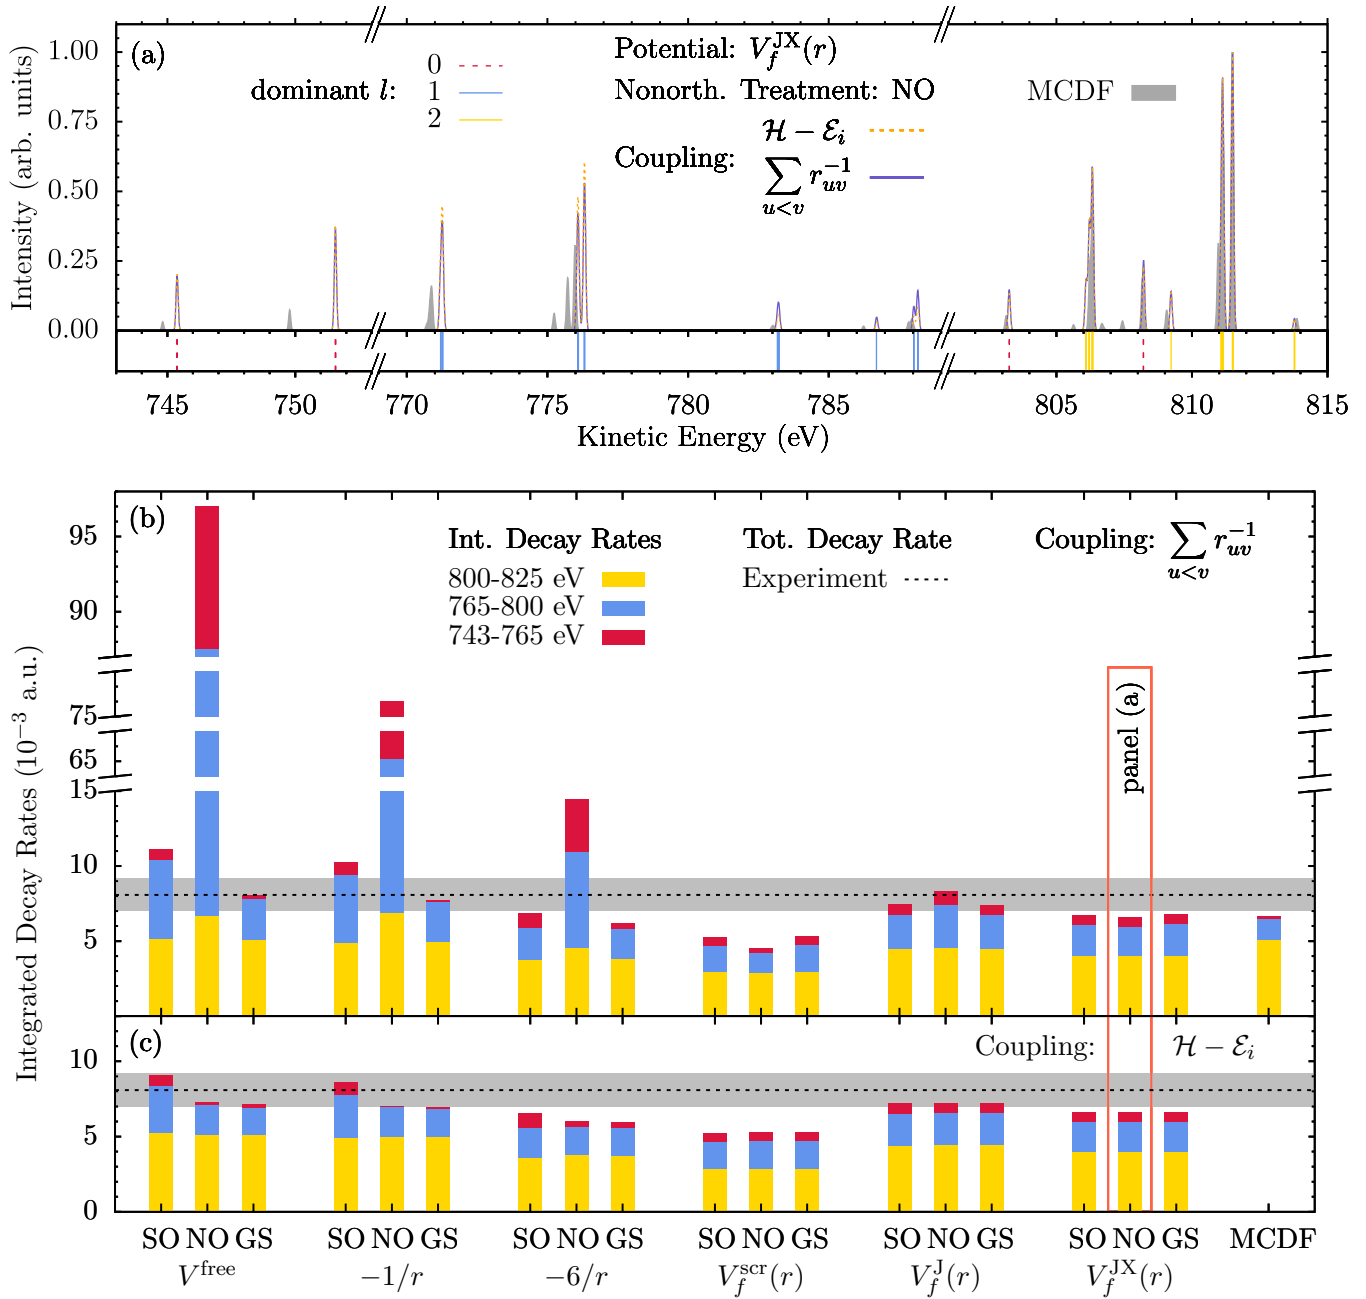 (a)
Potential: V_f^JX(r)
dominant l:
0
1
2
Nonorth. Treatment: NO
MCDF
Coupling:
ℋ − ℰ_i
∑_{u<v} r_uv^−1
Intensity (arb. units)
1.00
0.75
0.50
0.25
0.00
745 750 770 775 780 785 805 810 815
Kinetic Energy (eV)
(b)
Int. Decay Rates
800-825 eV
765-800 eV
743-765 eV
Tot. Decay Rate
Experiment
Coupling: ∑_{u<v} r_uv^−1
panel (a)
Integrated Decay Rates (10^−3 a.u.)
95
90
75
65
15
10
5
(c)
Coupling: ℋ − ℰ_i
10
5
0
SO NO GS SO NO GS SO NO GS SO NO GS SO NO GS SO NO GS MCDF
V^free −1/r −6/r V_f^scr(r) V_f^J(r) V_f^JX(r)